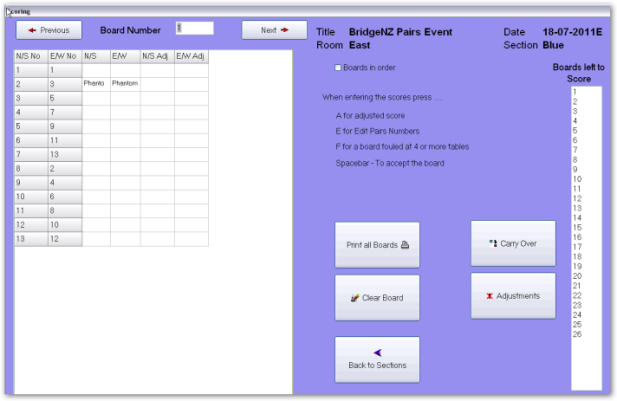 coring
Previous
Board Number
1
Next
Title BridgeNZ Pairs Event
Date 18-07-2011E
Room East
Section Blue
N/S No E/W No N/S E/W N/S Adj E/W Adj
1 1
2 3 Phanto Phantom
3 5
4 7
5 9
6 11
7 13
8 2
9 4
10 6
11 8
12 10
13 12
Boards in order
When entering the scores press ....
A for adjusted score
E for Edit Pairs Numbers
F for a board fouled at 4 or more tables
Spacebar - To accept the board
Print all Boards
Carry Over
Clear Board
Adjustments
Back to Sections
Boards left to
Score
1
2
3
4
5
6
7
8
9
10
11
12
13
14
15
16
17
18
19
20
21
22
23
24
25
26